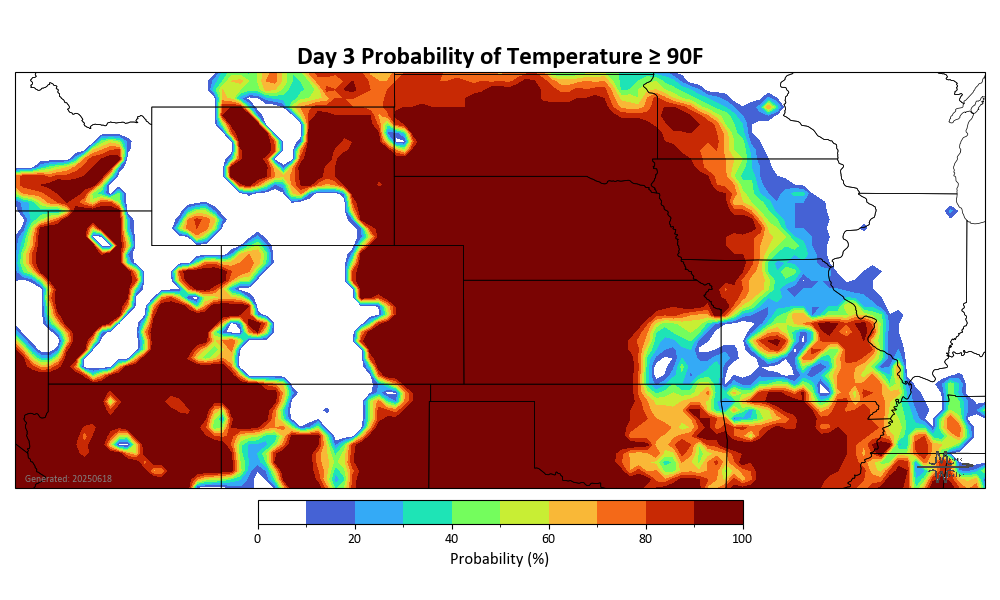 Day 3 Probability of Temperature ≥ 90F
Generated: 20250618
0 20 40 60 80 100
Probability (%)